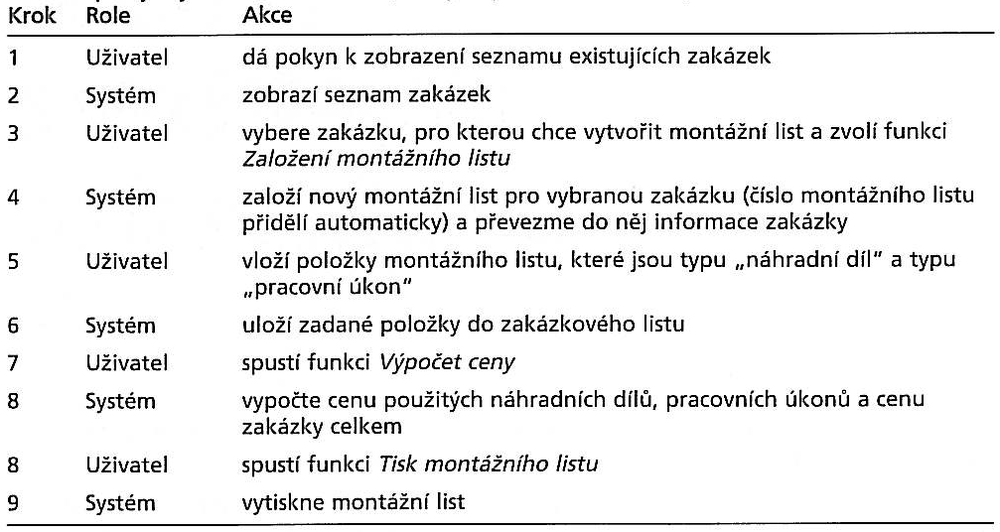 Krok Role Akce
1 Uživatel dá pokyn k zobrazení seznamu existujících zakázek
2 Systém zobrazí seznam zakázek
3 Uživatel vybere zakázku, pro kterou chce vytvořit montážní list a zvolí funkci
Založení montážního listu
4 Systém založí nový montážní list pro vybranou zakázku (číslo montážního listu
přidělí automaticky) a převezme do něj informace zakázky
5 Uživatel vloží položky montážního listu, které jsou typu „náhradní díl" a typu
„pracovní úkon"
6 Systém uloží zadané položky do zakázkového listu
7 Uživatel spustí funkci Výpočet ceny
8 Systém vypočte cenu použitých náhradních dílů, pracovních úkonů a cenu
zakázky celkem
8 Uživatel spustí funkci Tisk montážního listu
9 Systém vytiskne montážní list